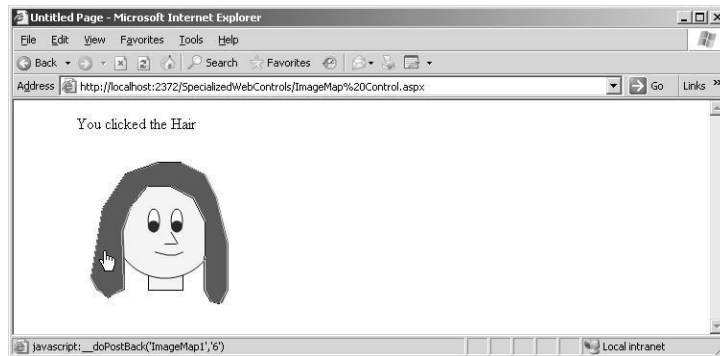 Untitled Page - Microsoft Internet Explorer
File Edit View Favorites Tools Help
Back Search Favorites
Address http://localhost:2372/SpecializedWebControls/ImageMap%20Control.aspx Go Links »
You clicked the Hair
javascript:__doPostBack('ImageMap1','6') Local intranet